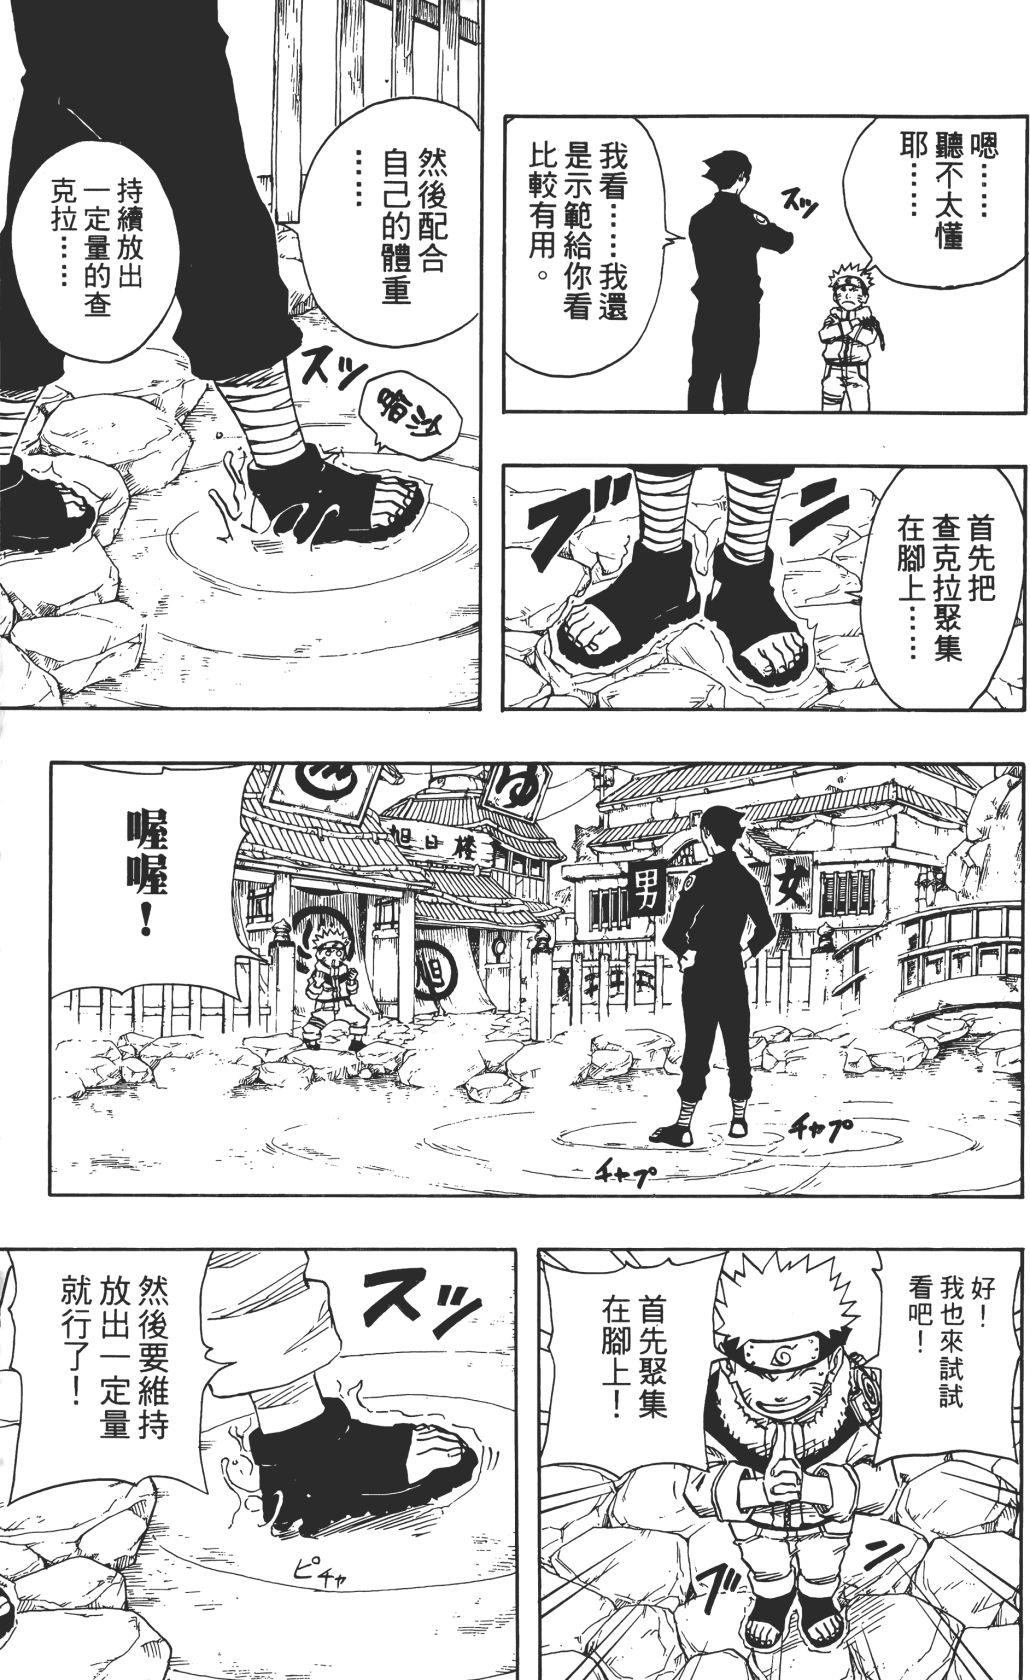 嗯……
聽不太懂
耶……
スッ
我看……我還
是示範給你看
比較有用。
首先把
查克拉聚集
在腳上……
ン
ブ
然後配合
自己的體重
……
スッ
持續放出
一定量的查
克拉……
ゆ
旭日樓
女
男
旭
喔喔！
チャプ
チャプ
好！
我也來試試
看吧！
首先聚集
在腳上！
ン
ブ
スッ
然後要維持
放出一定量
就行了！
ピチャ